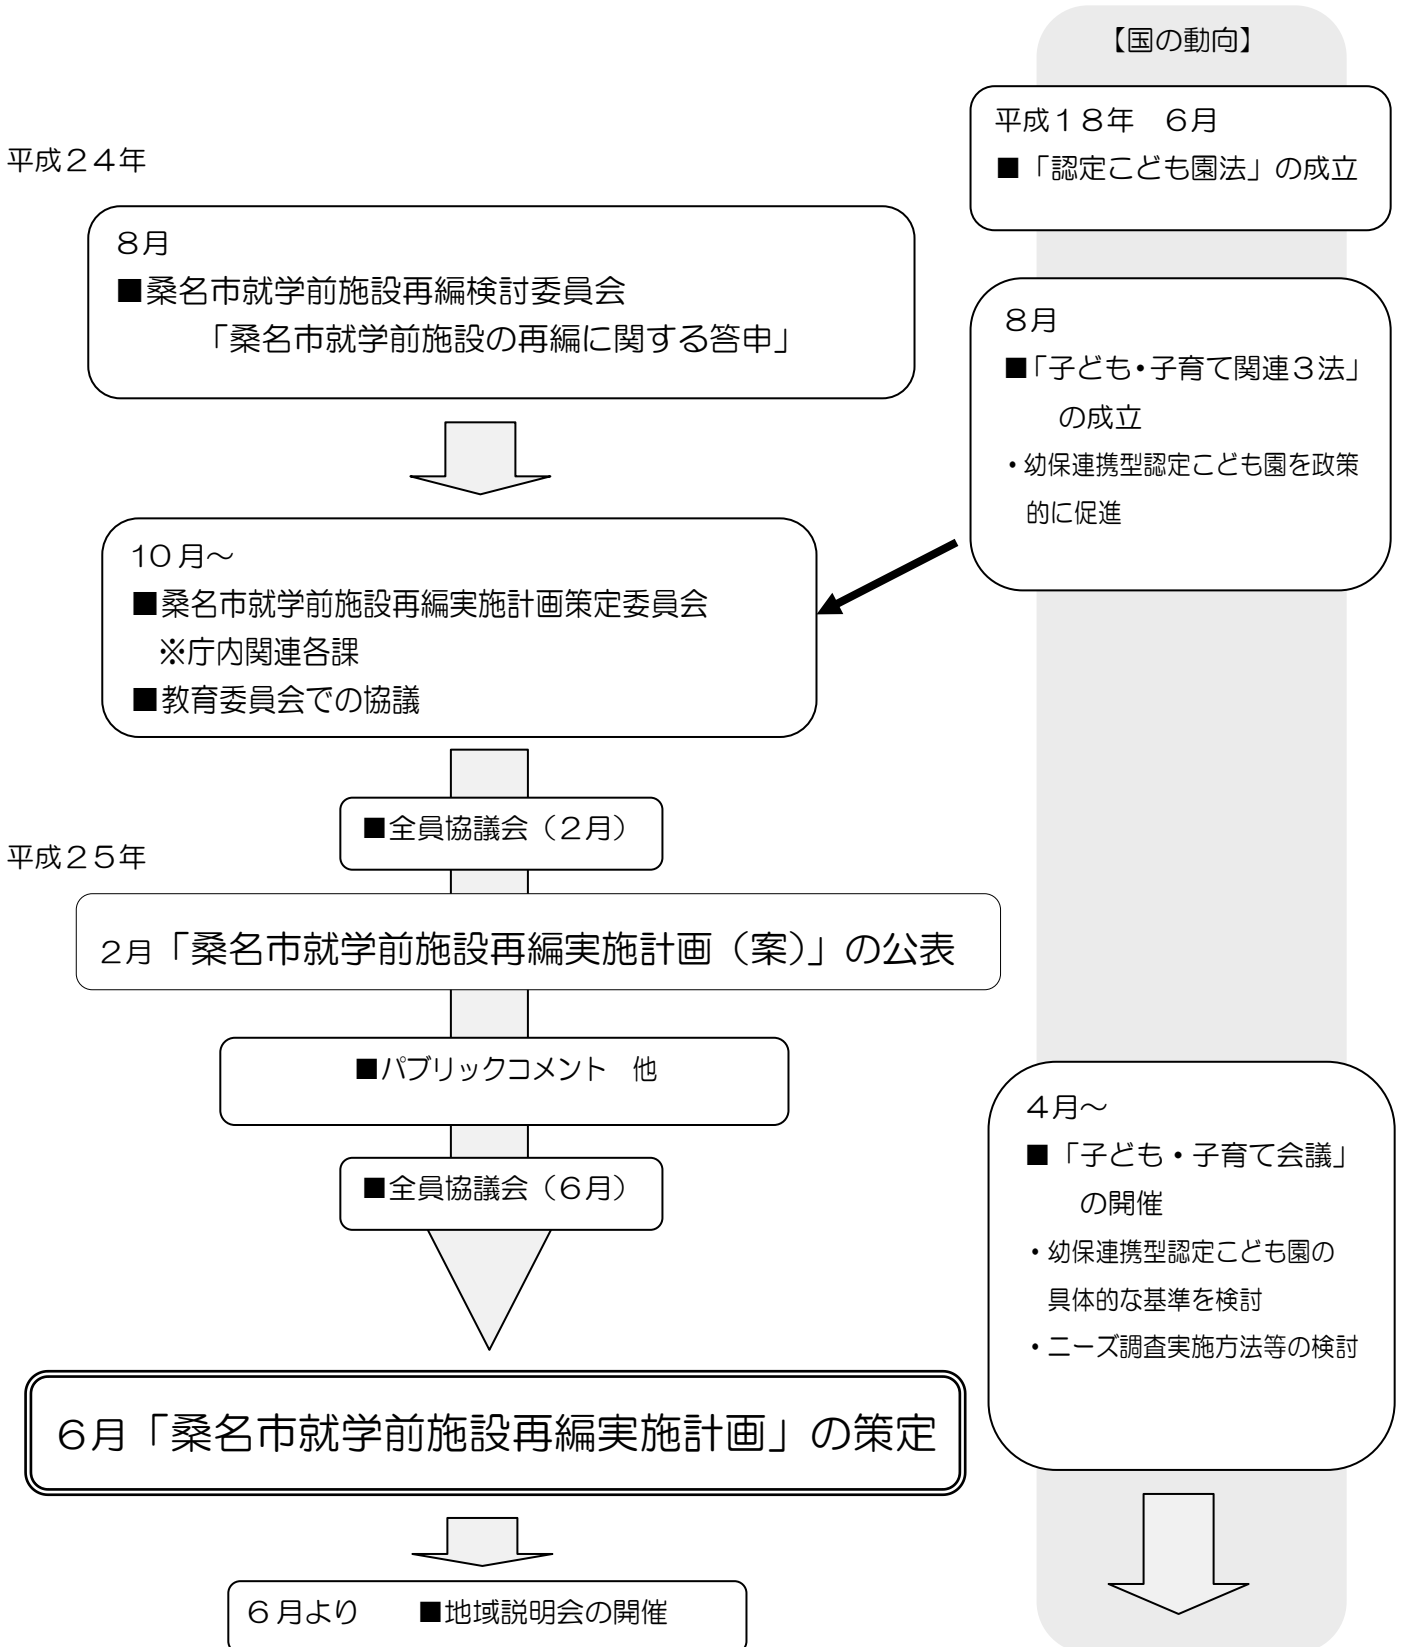 【国の動向】
平成１８年　６月
■「認定こども園法」の成立
平成２４年
８月
■桑名市就学前施設再編検討委員会
「桑名市就学前施設の再編に関する答申」
８月
■「子ども・子育て関連３法」
の成立
・幼保連携型認定こども園を政策
的に促進
10月～
■桑名市就学前施設再編実施計画策定委員会
※庁内関連各課
■教育委員会での協議
■全員協議会（２月）
平成２５年
２月「桑名市就学前施設再編実施計画（案）」の公表
■パブリックコメント　他
■全員協議会（６月）
４月～
■「子ども・子育て会議」
の開催
・幼保連携型認定こども園の
具体的な基準を検討
・ニーズ調査実施方法等の検討
６月「桑名市就学前施設再編実施計画」の策定
６月より　■地域説明会の開催